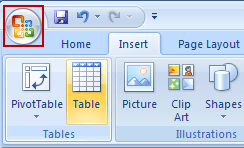 Home Insert Page Layout
PivotTable Table Picture Clip Art Shapes
Tables Illustrations